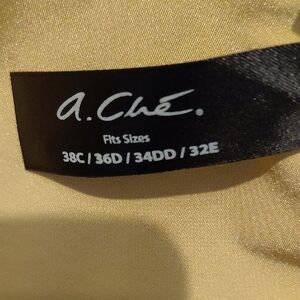 a.Ché.
Fits Sizes
38C / 36D / 34DD / 32E